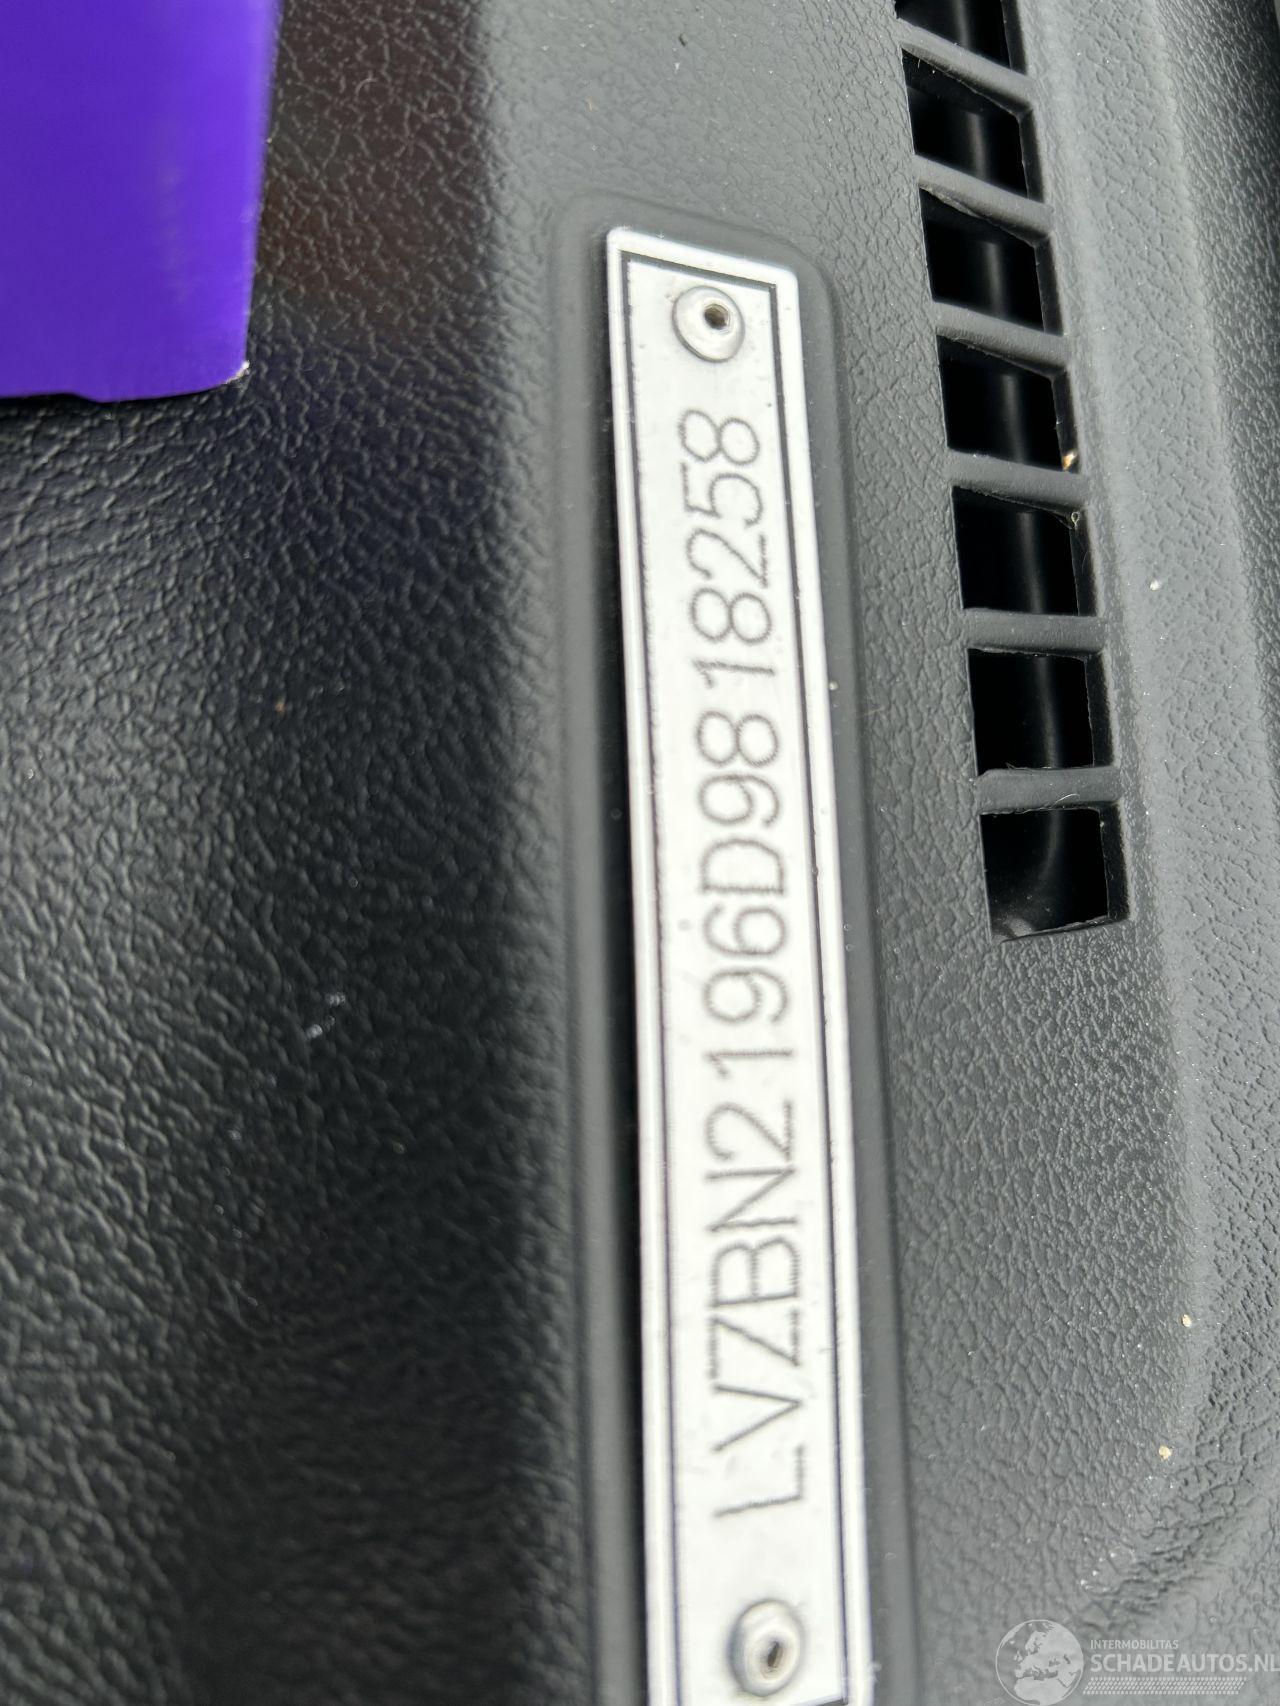 LVZBN2196D9818258
INTERMOBILITAS
SCHADEAUTOS.NL